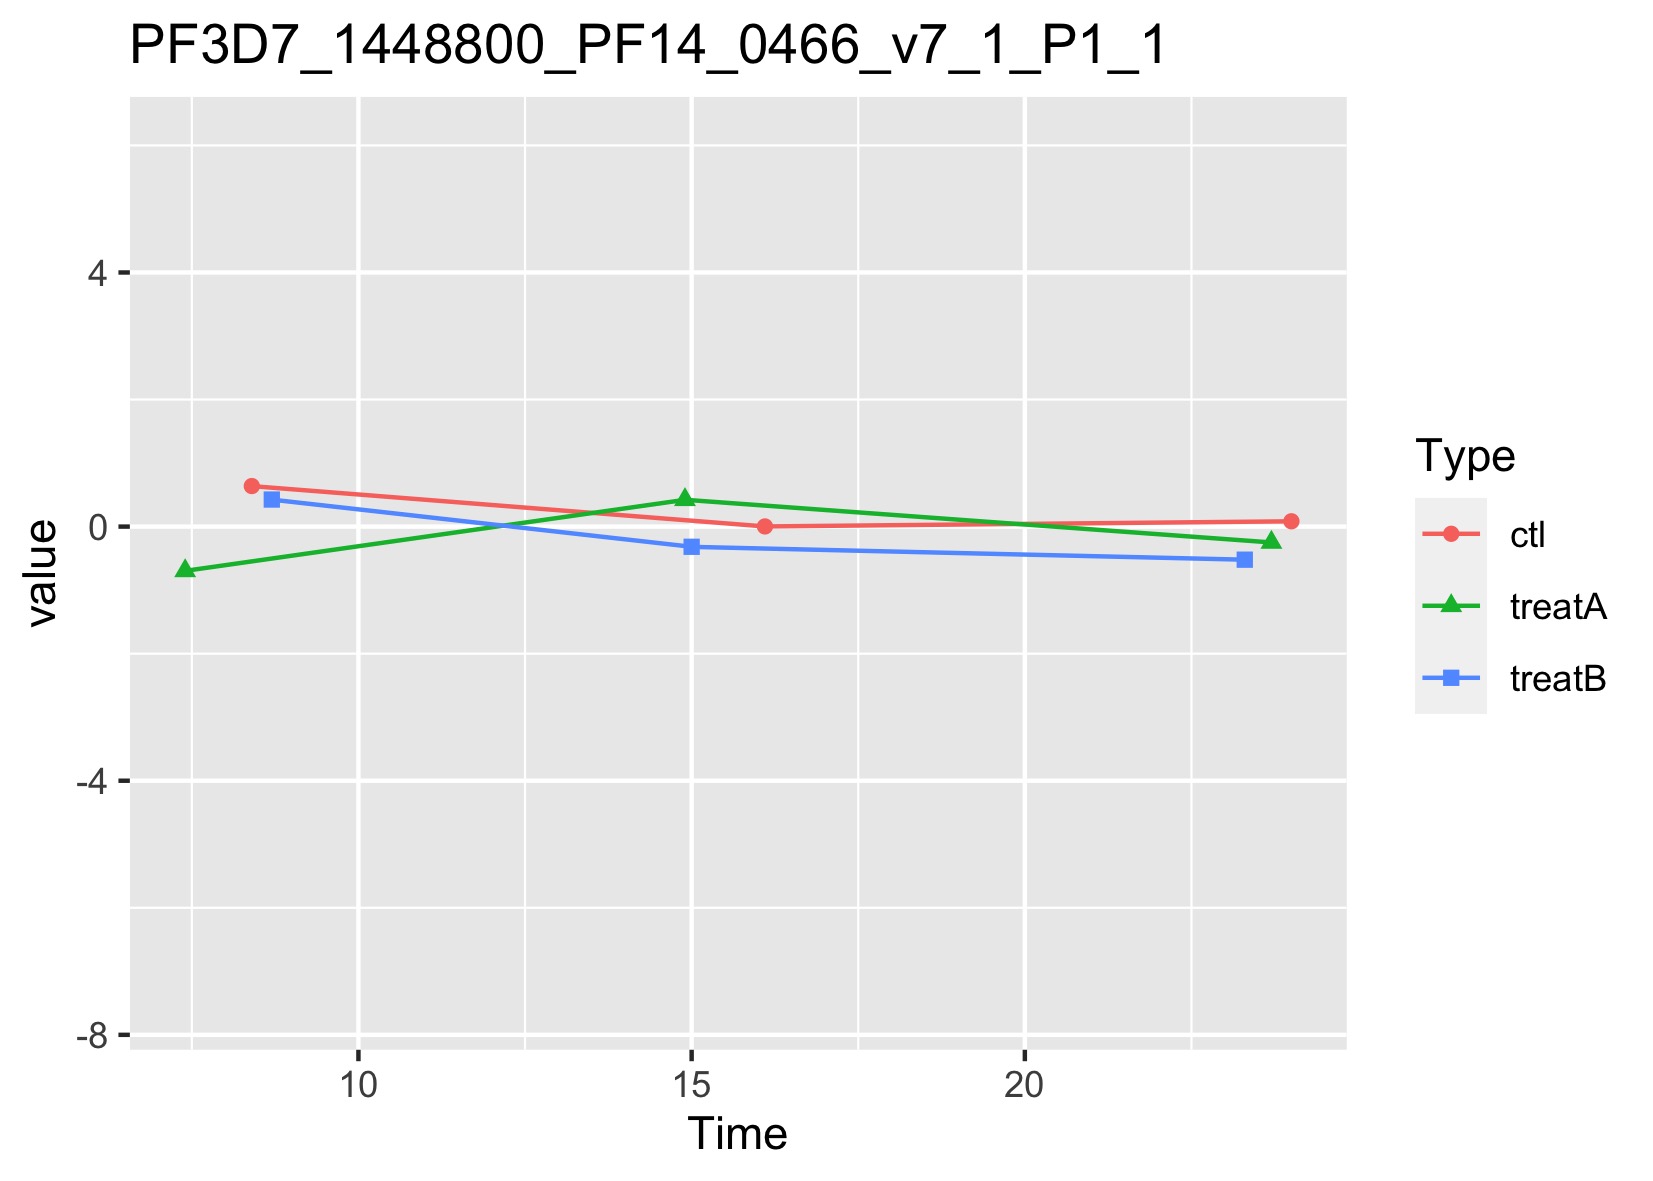 PF3D7_1448800_PF14_0466_v7_1_P1_1
4
0
-4
-8
value
10 15 20
Time
Type
ctl
treatA
treatB